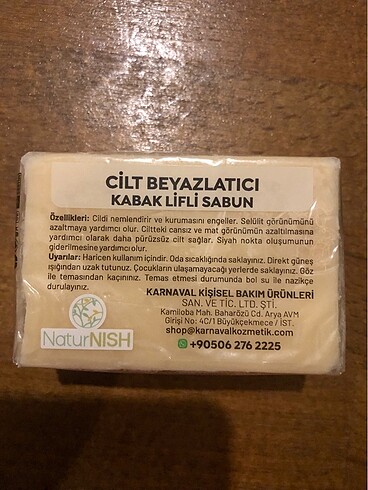 CİLT BEYAZLATICI
KABAK LİFLİ SABUN
Özellikleri: Cildi nemlendirir ve kurumasını engeller. Selülit görünümünü
azaltmaya yardımcı olur. Ciltteki cansız ve mat görünümün azaltılmasına
yardımcı olarak daha pürüzsüz cilt sağlar. Siyah nokta oluşumunun
giderilmesine yardımcı olur.
Uyarılar: Haricen kullanım içindir. Oda sıcaklığında saklayınız. Direkt güneş
ışığından uzak tutunuz. Çocukların ulaşamayacağı yerlerde saklayınız. Göz
ile temasından kaçınınız. Temas etmesi durumunda bol su ile nazikçe
durulayınız.
KARNAVAL KİŞİSEL BAKIM ÜRÜNLERİ
SAN. VE TİC. LTD. ŞTİ.
Kamiloba Mah. Baharözü Cd. Arya AVM
Girişi No: 4C/1 Büyükçekmece / İST.
shop@karnavalkozmetik.com
+90506 276 2225
NaturNISH